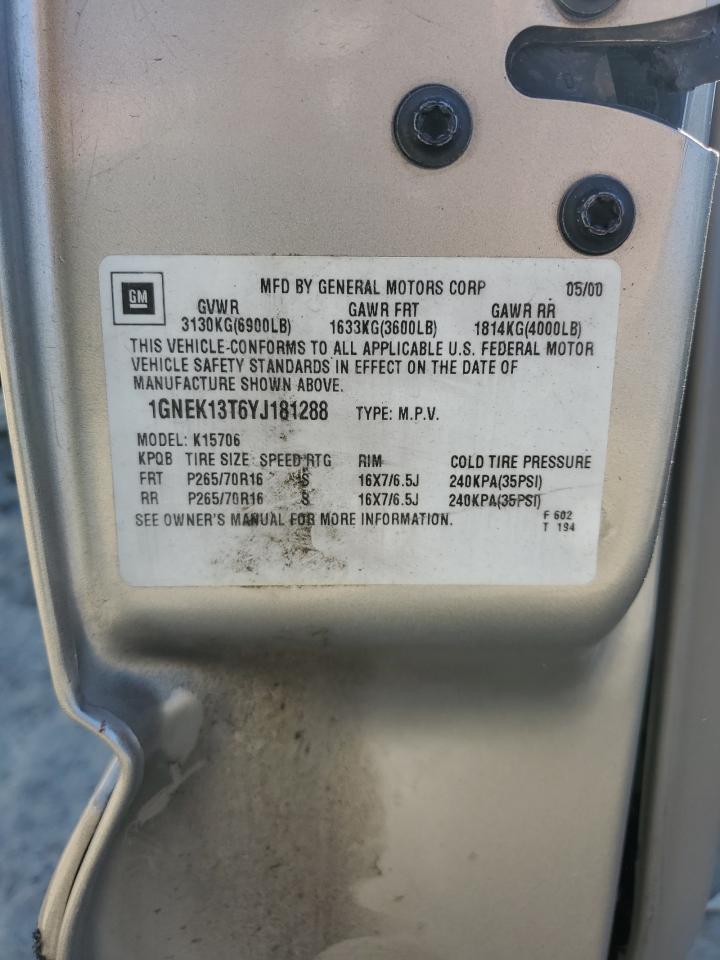 GM
MFD BY GENERAL MOTORS CORP 05/00
GVWR GAWR FRT GAWR RR
3130KG(6900LB) 1633KG(3600LB) 1814KG(4000LB)
THIS VEHICLE-CONFORMS TO ALL APPLICABLE U.S. FEDERAL MOTOR
VEHICLE SAFETY STANDARDS IN EFFECT ON THE DATE OF
MANUFACTURE SHOWN ABOVE.
1GNEK13T6YJ181288 TYPE: M.P.V.
MODEL: K15706
KPQB TIRE SIZE SPEED RTG RIM COLD TIRE PRESSURE
FRT P265/70R16 S 16X7/6.5J 240KPA(35PSI)
RR P265/70R16 S 16X7/6.5J 240KPA(35PSI)
SEE OWNER'S MANUAL FOR MORE INFORMATION.
F 602
T 194